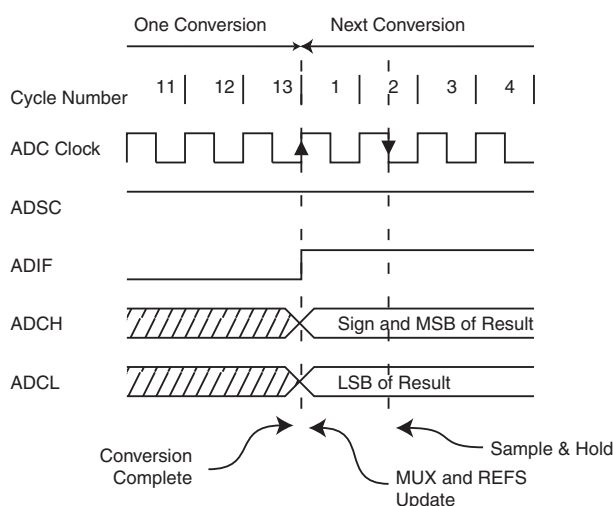 One Conversion Next Conversion
Cycle Number 11 12 13 1 2 3 4
ADC Clock
ADSC
ADIF
ADCH Sign and MSB of Result
ADCL LSB of Result
Conversion
Complete
MUX and REFS
Update
Sample & Hold